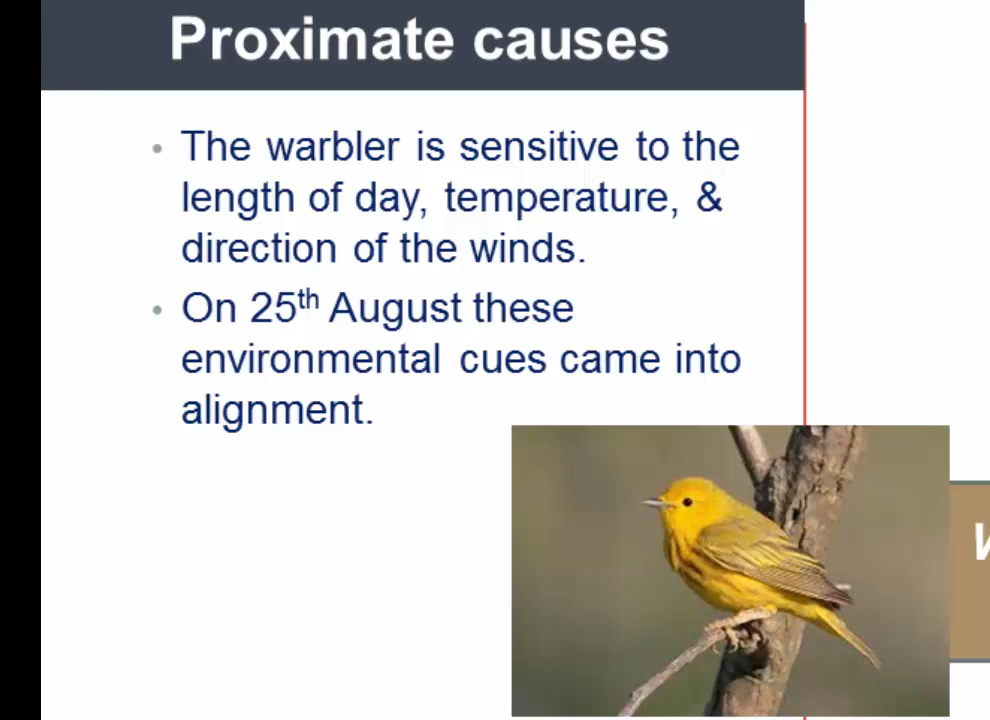 Proximate causes
• The warbler is sensitive to the
length of day, temperature, &
direction of the winds.
• On 25th August these
environmental cues came into
alignment.